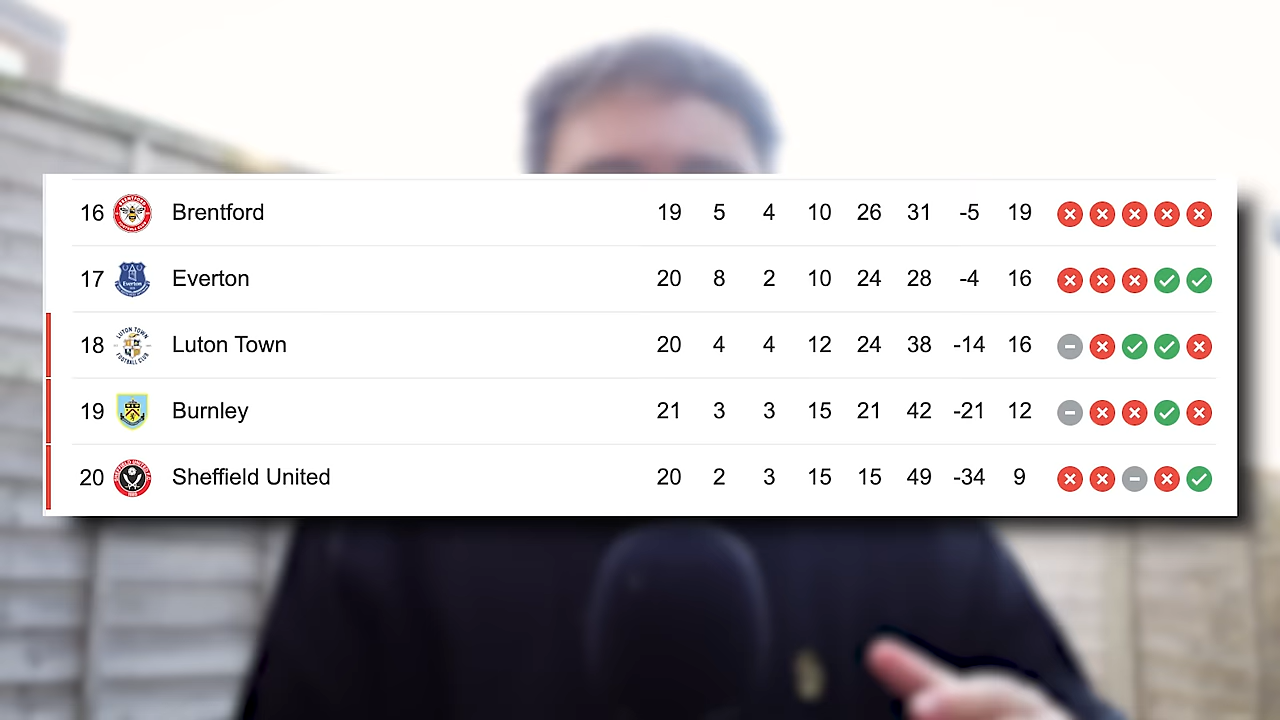 16 Brentford 19 5 4 10 26 31 -5 19
17 Everton 20 8 2 10 24 28 -4 16
18 Luton Town 20 4 4 12 24 38 -14 16
19 Burnley 21 3 3 15 21 42 -21 12
20 Sheffield United 20 2 3 15 15 49 -34 9